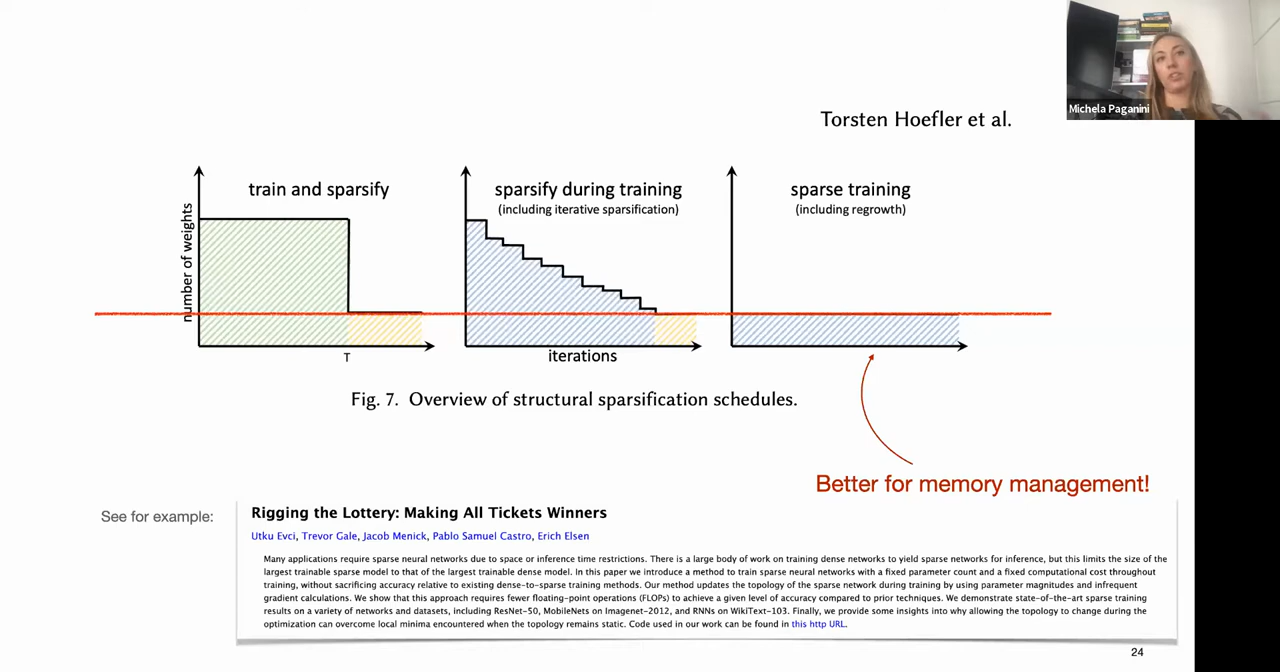 Michela Paganini
Torsten Hoefler et al.
train and sparsify
sparsify during training
(including iterative sparsification)
sparse training
(including regrowth)
number of weights
T
iterations
Fig. 7. Overview of structural sparsification schedules.
Better for memory management!
See for example:
Rigging the Lottery: Making All Tickets Winners
Utku Evci, Trevor Gale, Jacob Menick, Pablo Samuel Castro, Erich Elsen
Many applications require sparse neural networks due to space or inference time restrictions. There is a large body of work on training dense networks to yield sparse networks for inference, but this limits the size of the
largest trainable sparse model to that of the largest trainable dense model. In this paper we introduce a method to train sparse neural networks with a fixed parameter count and a fixed computational cost throughout
training, without sacrificing accuracy relative to existing dense-to-sparse training methods. Our method updates the topology of the sparse network during training by using parameter magnitudes and infrequent
gradient calculations. We show that this approach requires fewer floating-point operations (FLOPs) to achieve a given level of accuracy compared to prior techniques. We demonstrate state-of-the-art sparse training
results on a variety of networks and datasets, including ResNet-50, MobileNets on Imagenet-2012, and RNNs on WikiText-103. Finally, we provide some insights into why allowing the topology to change during the
optimization can overcome local minima encountered when the topology remains static. Code used in our work can be found in this http URL.
24